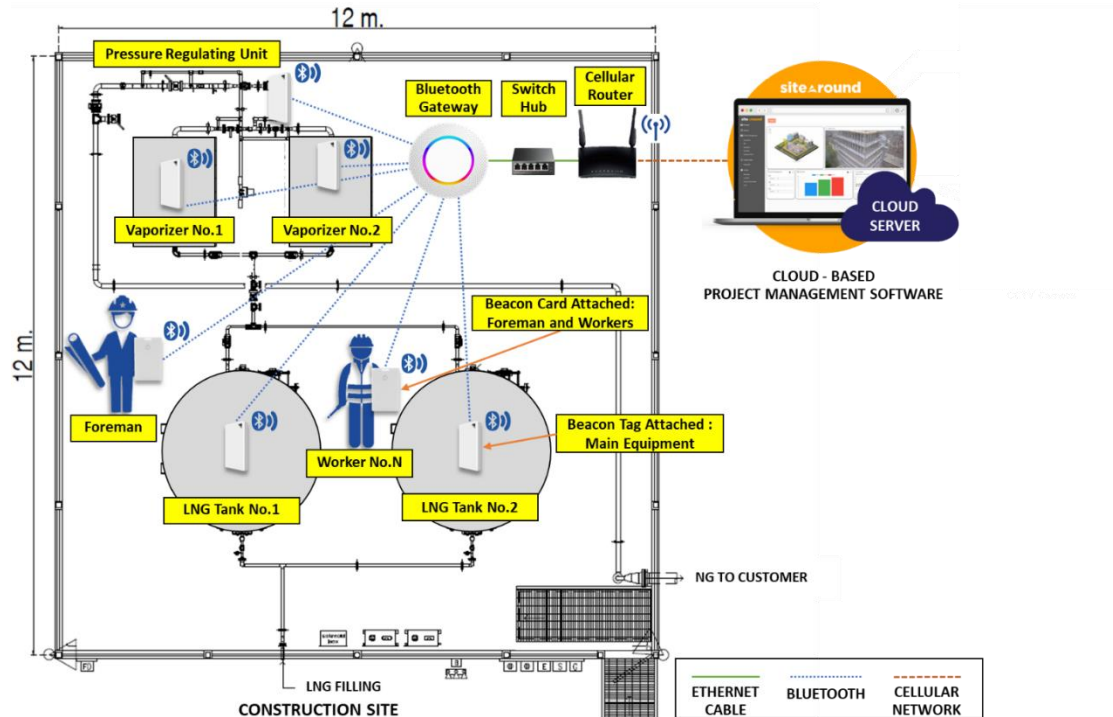 12 m.
Pressure Regulating Unit
Bluetooth
Gateway
Switch
Hub
Cellular
Router
site round
CLOUD
SERVER
Vaporizer No.1
Vaporizer No.2
CLOUD - BASED
PROJECT MANAGEMENT SOFTWARE
Beacon Card Attached:
Foreman and Workers
12 m.
Foreman
Worker No.N
Beacon Tag Attached :
Main Equipment
LNG Tank No.1
LNG Tank No.2
NG TO CUSTOMER
FD
E S C
LNG FILLING
CONSTRUCTION SITE
ETHERNET
CABLE
BLUETOOTH
CELLULAR
NETWORK